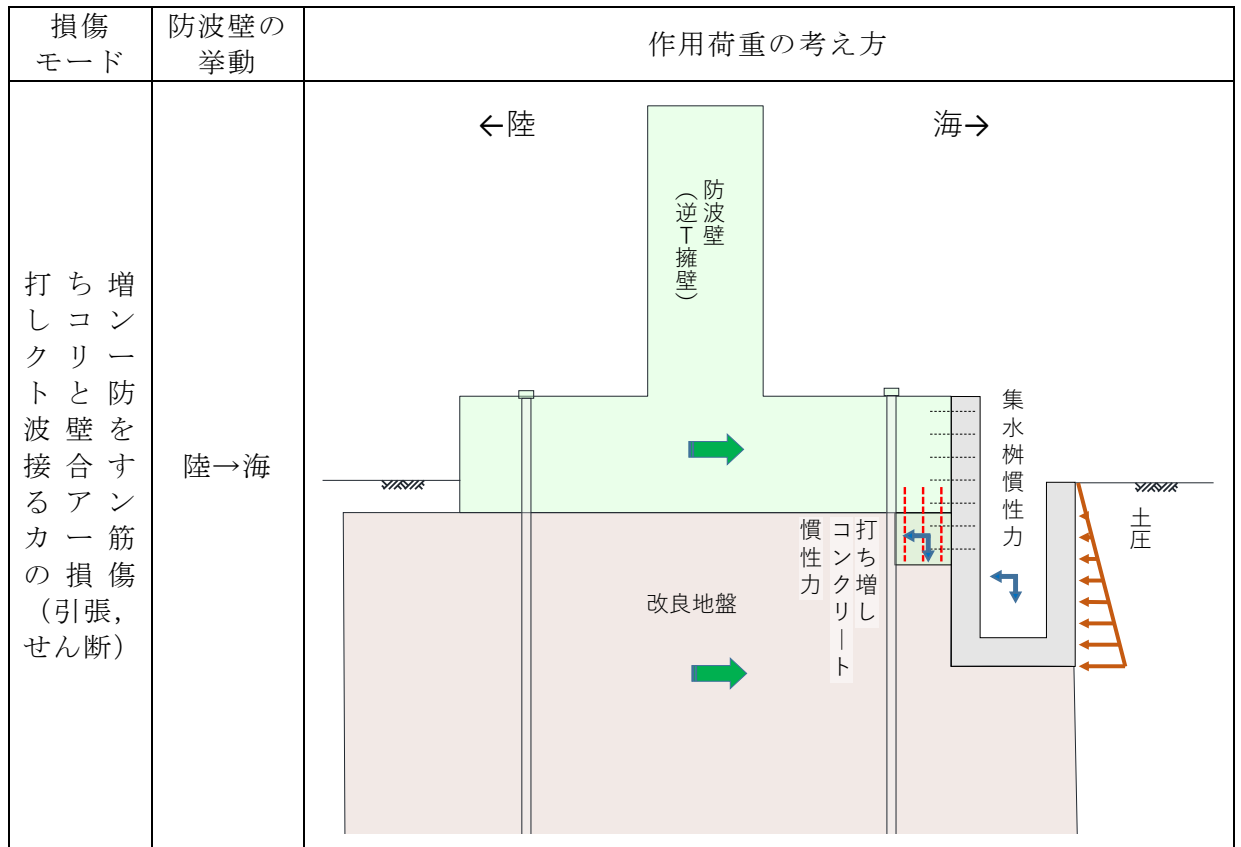 損傷
モード
防波壁の
挙動
作用荷重の考え方
打ち増
しコン
クリー
トと防
波壁を
接合す
るアン
カー筋
の損傷
（引張，
せん断）
陸→海
←陸
海→
防波壁
（逆Ｔ擁壁）
集水桝慣性力
土圧
打ち増し
コンクリート
慣性力
改良地盤